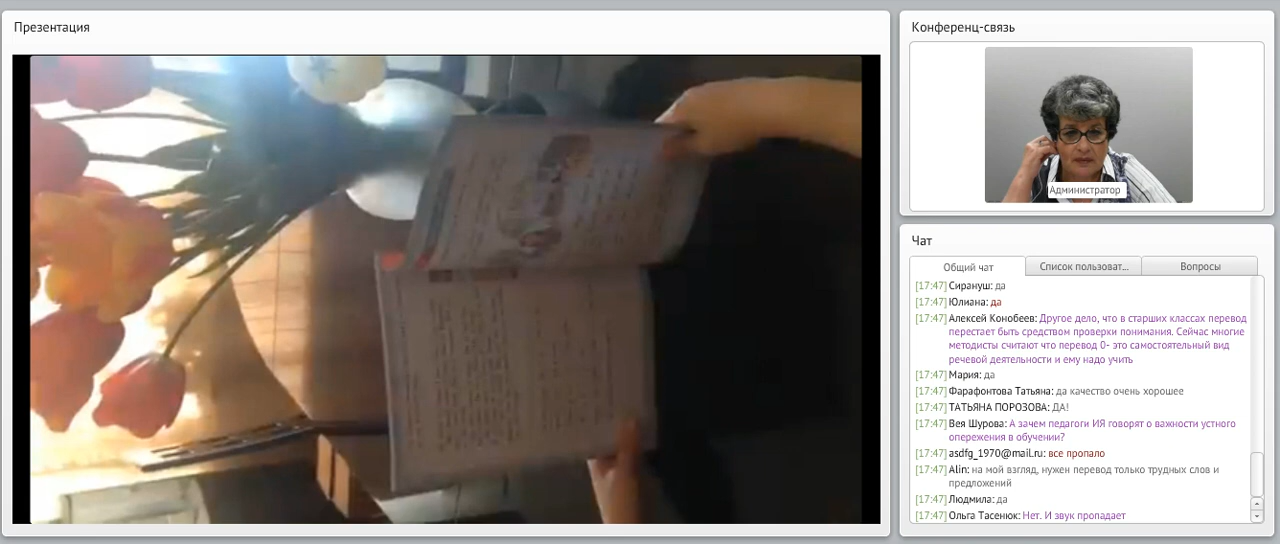 Презентация
Конференц-связь
Администратор
Чат
Общий чат
Список пользоват...
Вопросы
[17:47] Сирануш: да
[17:47] Юлиана: да
[17:47] Алексей Конобеев: Другое дело, что в старших классах перевод
перестает быть средством проверки понимания. Сейчас многие
методисты считают что перевод 0- это самостоятельный вид
речевой деятельности и ему надо учить
[17:47] Мария: да
[17:47] Фарафонтова Татьяна: да качество очень хорошее
[17:47] ТАТЬЯНА ПОРОЗОВА: ДА!
[17:47] Вея Шурова: А зачем педагоги ИЯ говорят о важности устного
опережения в обучении?
[17:47] asdfg_1970@mail.ru: все пропало
[17:47] Alin: на мой взгляд, нужен перевод только трудных слов и
предложений
[17:47] Людмила: да
[17:47] Ольга Тасенюк: Нет. И звук пропадает